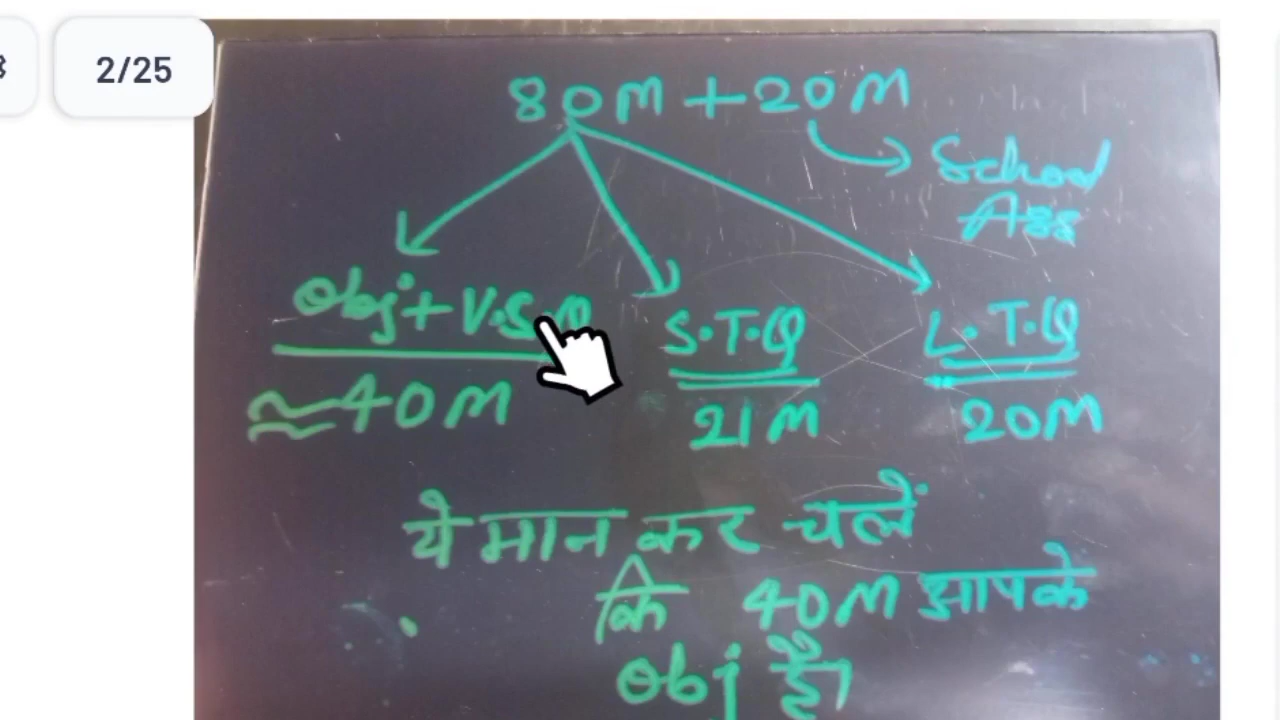 2/25
80M + 20M
School
Ass
Obj + V.S.Q
S.T.Q
L.T.Q
≈40M
21M
20M
ये मान कर चलें
कि 40M आपके
obj है।